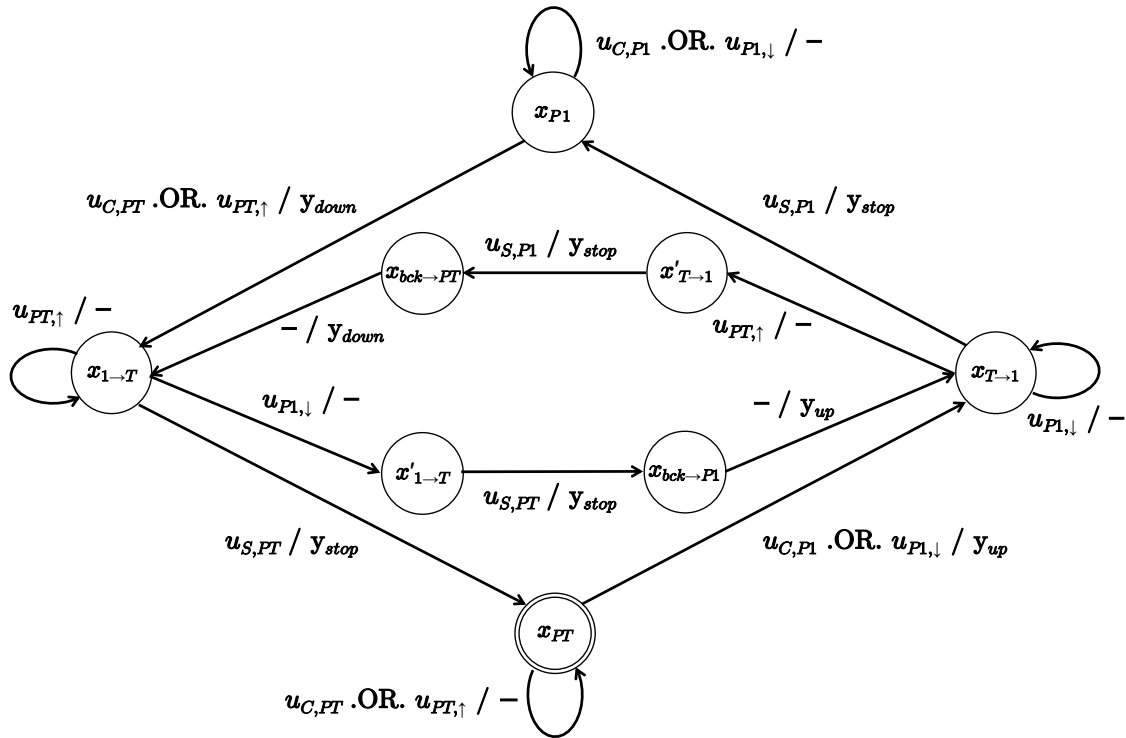 u_{C,P1} .OR. u_{P1,↓} / –
x_{P1}
u_{C,PT} .OR. u_{PT,↑} / y_{down}
u_{S,P1} / y_{stop}
u_{S,P1} / y_{stop}
x_{bck→PT}
x'_{T→1}
u_{PT,↑} / –
– / y_{down}
u_{PT,↑} / –
x_{1→T}
x_{T→1}
u_{P1,↓} / –
– / y_{up}
u_{P1,↓} / –
x'_{1→T}
x_{bck→P1}
u_{S,PT} / y_{stop}
u_{S,PT} / y_{stop}
u_{C,P1} .OR. u_{P1,↓} / y_{up}
x_{PT}
u_{C,PT} .OR. u_{PT,↑} / –